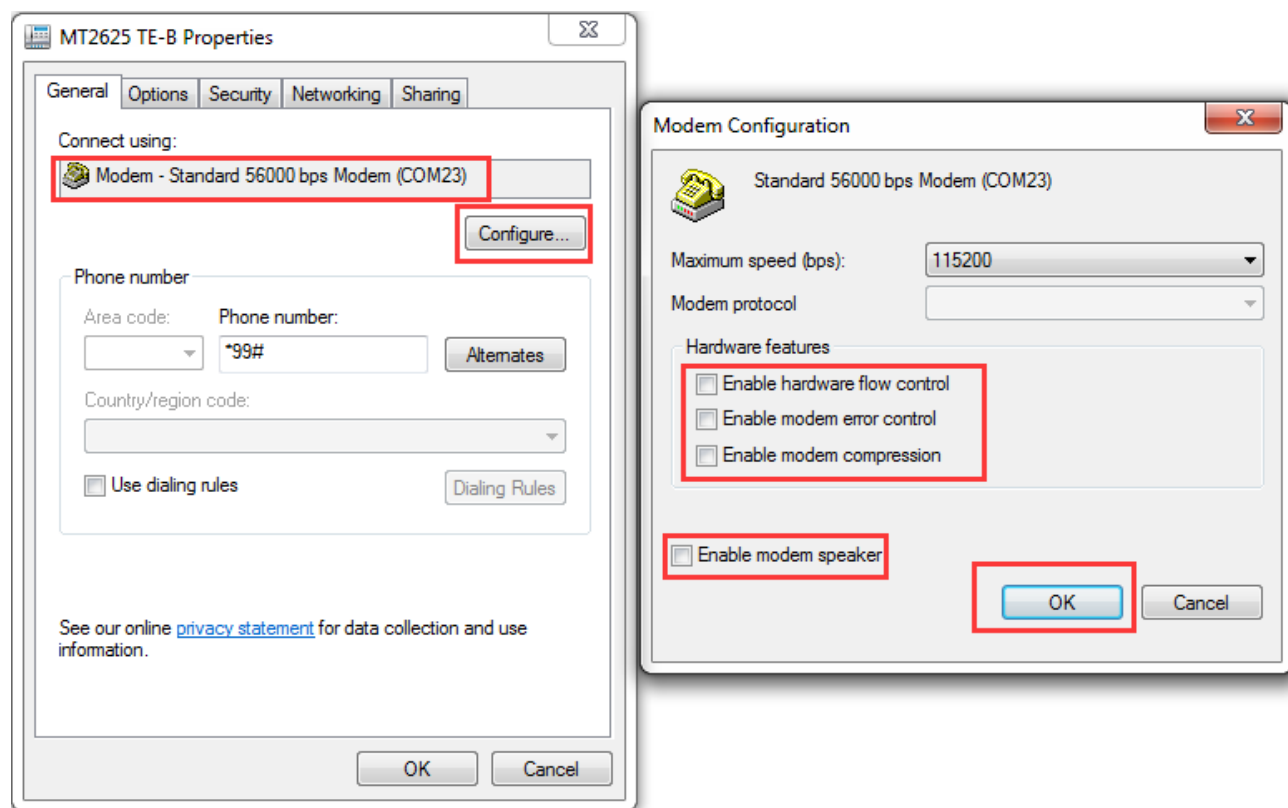 MT2625 TE-B Properties
General Options Security Networking Sharing
Connect using:
Modem - Standard 56000 bps Modem (COM23)
Configure...
Phone number
Area code: Phone number:
*99#
Alternates
Country/region code:
Use dialing rules
Dialing Rules
See our online privacy statement for data collection and use
information.
OK Cancel
Modem Configuration
Standard 56000 bps Modem (COM23)
Maximum speed (bps): 115200
Modem protocol
Hardware features
Enable hardware flow control
Enable modem error control
Enable modem compression
Enable modem speaker
OK Cancel